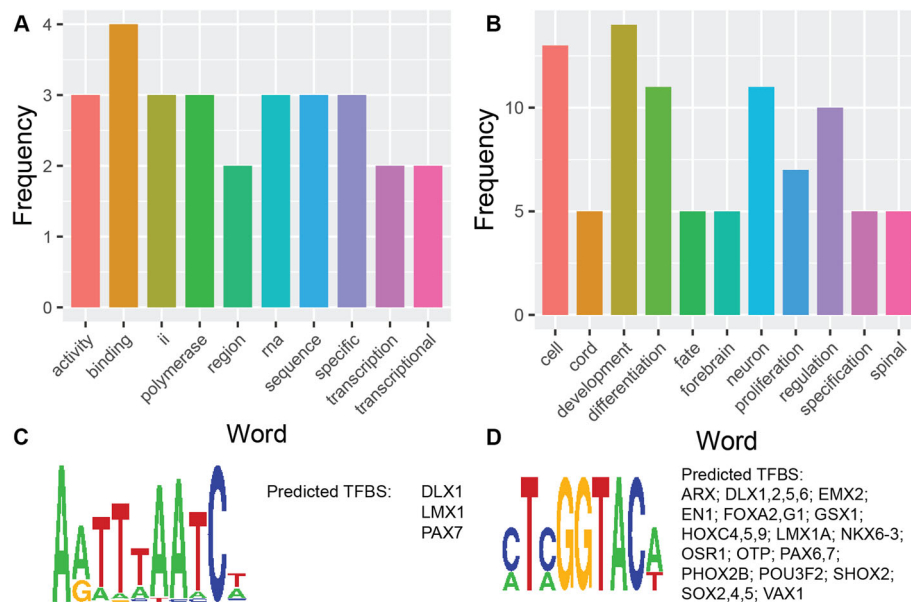 A
Frequency
4
3
2
1
0
activity
binding
ii
polymerase
region
rna
sequence
specific
transcription
transcriptional
Word
B
Frequency
10
5
0
cell
cord
development
differentiation
fate
forebrain
neuron
proliferation
regulation
specification
spinal
Word
C
Predicted TFBS: DLX1
LMX1
PAX7
D
Predicted TFBS:
ARX; DLX1,2,5,6; EMX2;
EN1; FOXA2,G1; GSX1;
HOXC4,5,9; LMX1A; NKX6-3;
OSR1; OTP; PAX6,7;
PHOX2B; POU3F2; SHOX2;
SOX2,4,5; VAX1